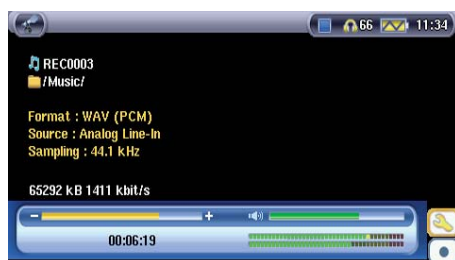 66 11:34
REC0003
/Music/
Format : WAV (PCM)
Source : Analog Line-In
Sampling : 44.1 kHz
65292 kB 1411 kbit/s
- +
00:06:19